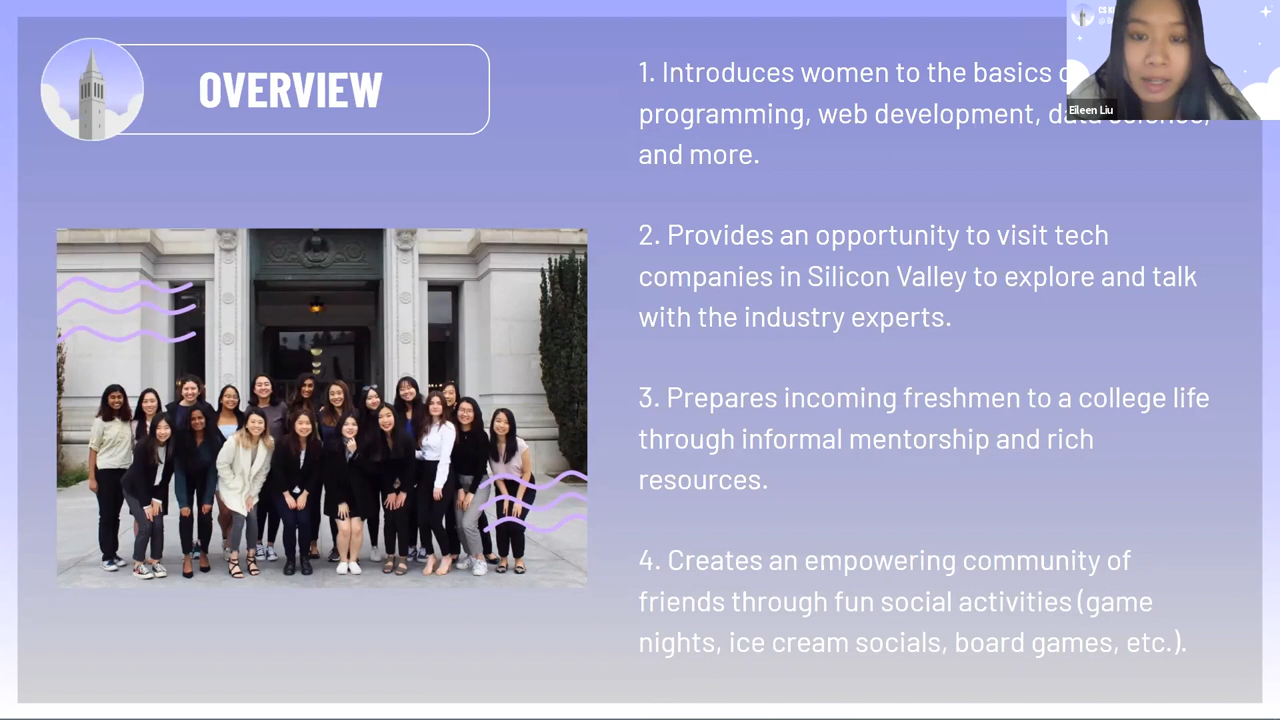 OVERVIEW
1. Introduces women to the basics
programming, web development, data science,
and more.
2. Provides an opportunity to visit tech
companies in Silicon Valley to explore and talk
with the industry experts.
3. Prepares incoming freshmen to a college life
through informal mentorship and rich
resources.
4. Creates an empowering community of
friends through fun social activities (game
nights, ice cream socials, board games, etc.).
CS
Eileen Liu